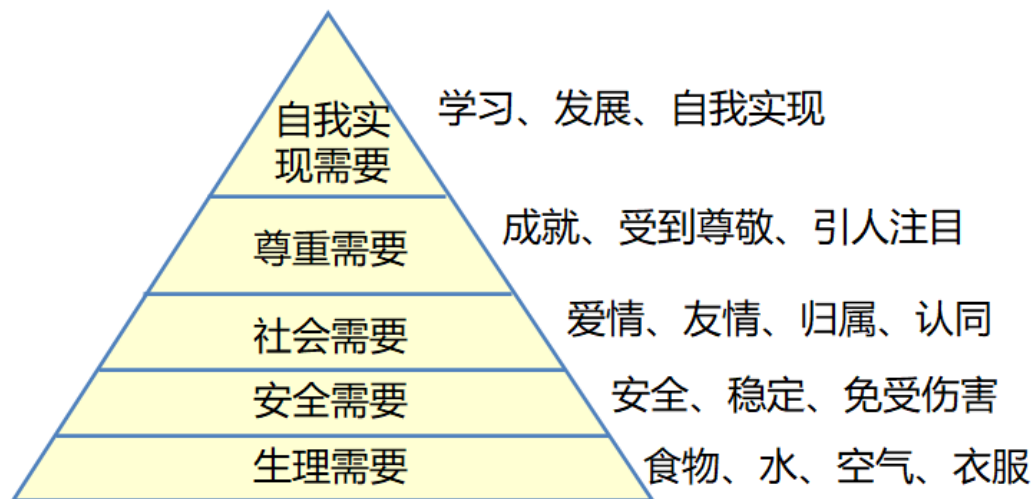 自我实
现需要
学习、发展、自我实现
尊重需要
成就、受到尊敬、引人注目
社会需要
爱情、友情、归属、认同
安全需要
安全、稳定、免受伤害
生理需要
食物、水、空气、衣服